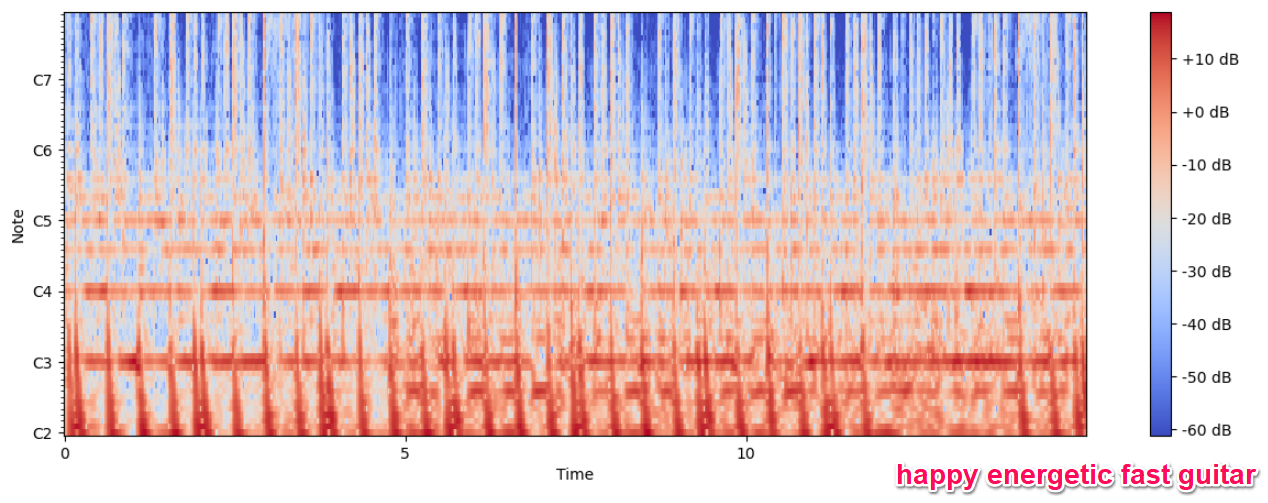 C7
C6
C5
C4
C3
C2
Note
0
5
10
Time
+10 dB
+0 dB
-10 dB
-20 dB
-30 dB
-40 dB
-50 dB
-60 dB
happy energetic fast guitar